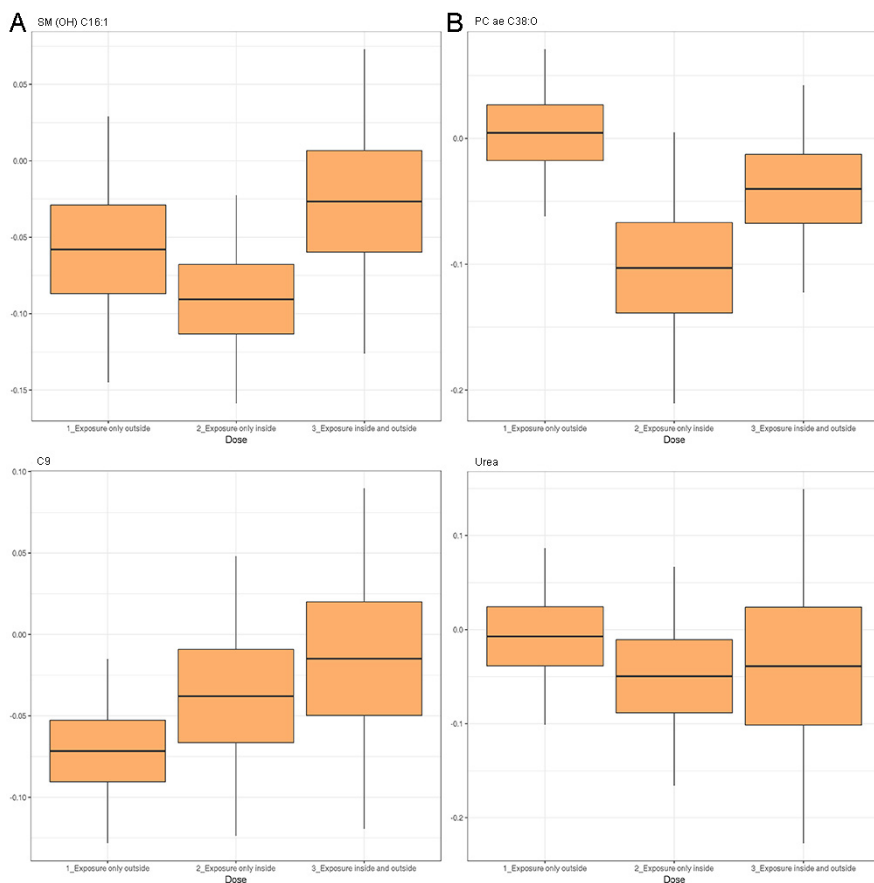 A
SM (OH) C16:1
0.05
0.00
-0.05
-0.10
-0.15
1_Exposure only outside
2_Exposure only inside
3_Exposure inside and outside
Dose
B
PC ae C38:O
0.0
-0.1
-0.2
1_Exposure only outside
2_Exposure only inside
3_Exposure inside and outside
Dose
C9
0.10
0.05
0.00
-0.05
-0.10
1_Exposure only outside
2_Exposure only inside
3_Exposure inside and outside
Dose
Urea
0.1
0.0
-0.1
-0.2
1_Exposure only outside
2_Exposure only inside
3_Exposure inside and outside
Dose